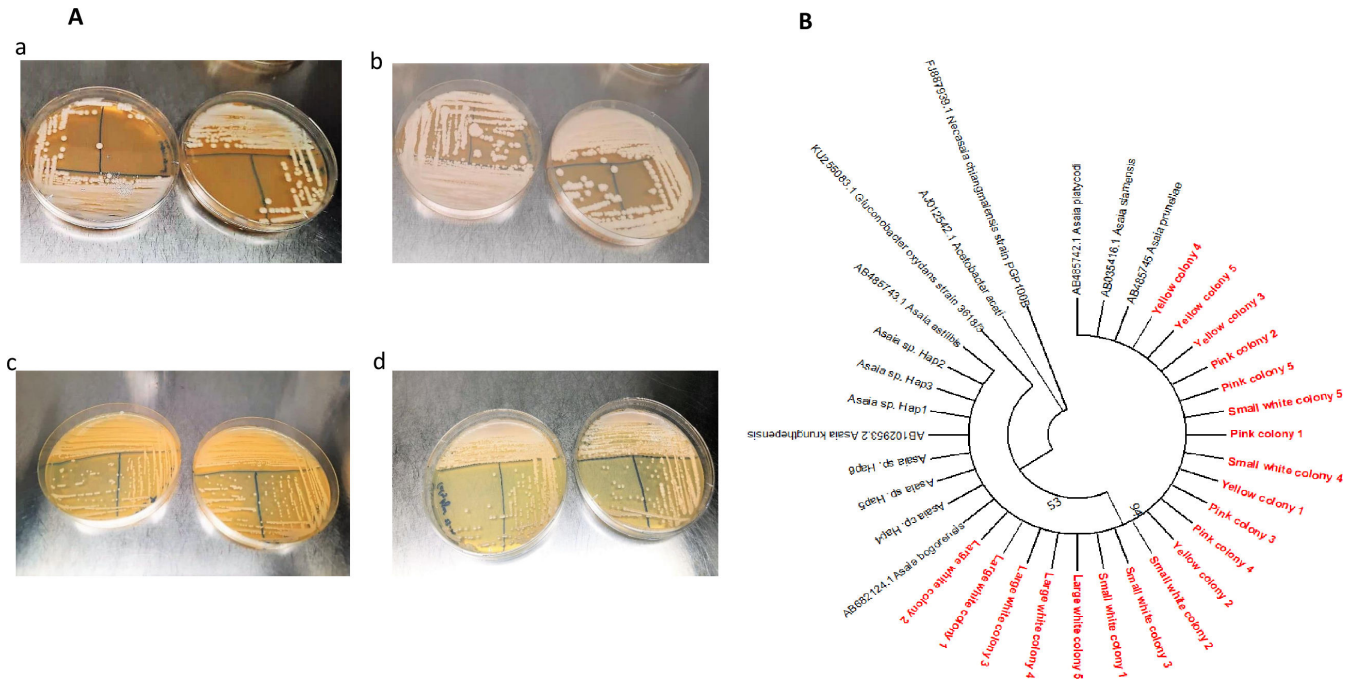 A
B
a
b
c
d
FJ887939.1 Neoasaia chiangmaiensis strain PGP100B
AJ012542.1 Acetobacter aceti
KU255083.1 Gluconobacter oxydans strain 3618/5
AB485743.1 Asaia astilbis
Asaia sp. Hap2
Asaia sp. Hap3
Asaia sp. Hap1
AB102953.2 Asaia krungthepensis
Asaia sp. Hap6
Asaia sp. Hap5
Asaia sp. Hap4
AB682124.1 Asaia bogorensis
Large white colony 2
Large white colony 1
Large white colony 3
Large white colony 4
Large white colony 5
Small white colony 1
Small white colony 3
Small white colony 2
Yellow colony 2
Pink colony 4
Pink colony 3
Yellow colony 1
Small white colony 4
Pink colony 1
Small white colony 5
Pink colony 5
Pink colony 2
Yellow colony 3
Yellow colony 5
Yellow colony 4
AB485745 Asaia prunellae
AB035416.1 Asaia siamensis
AB485742.1 Asaia platycodi
53
94